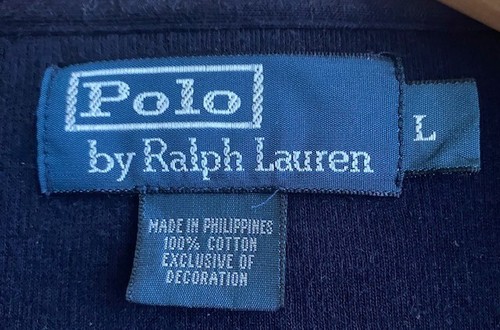 Polo
by Ralph Lauren
L
MADE IN PHILIPPINES
100% COTTON
EXCLUSIVE OF
DECORATION